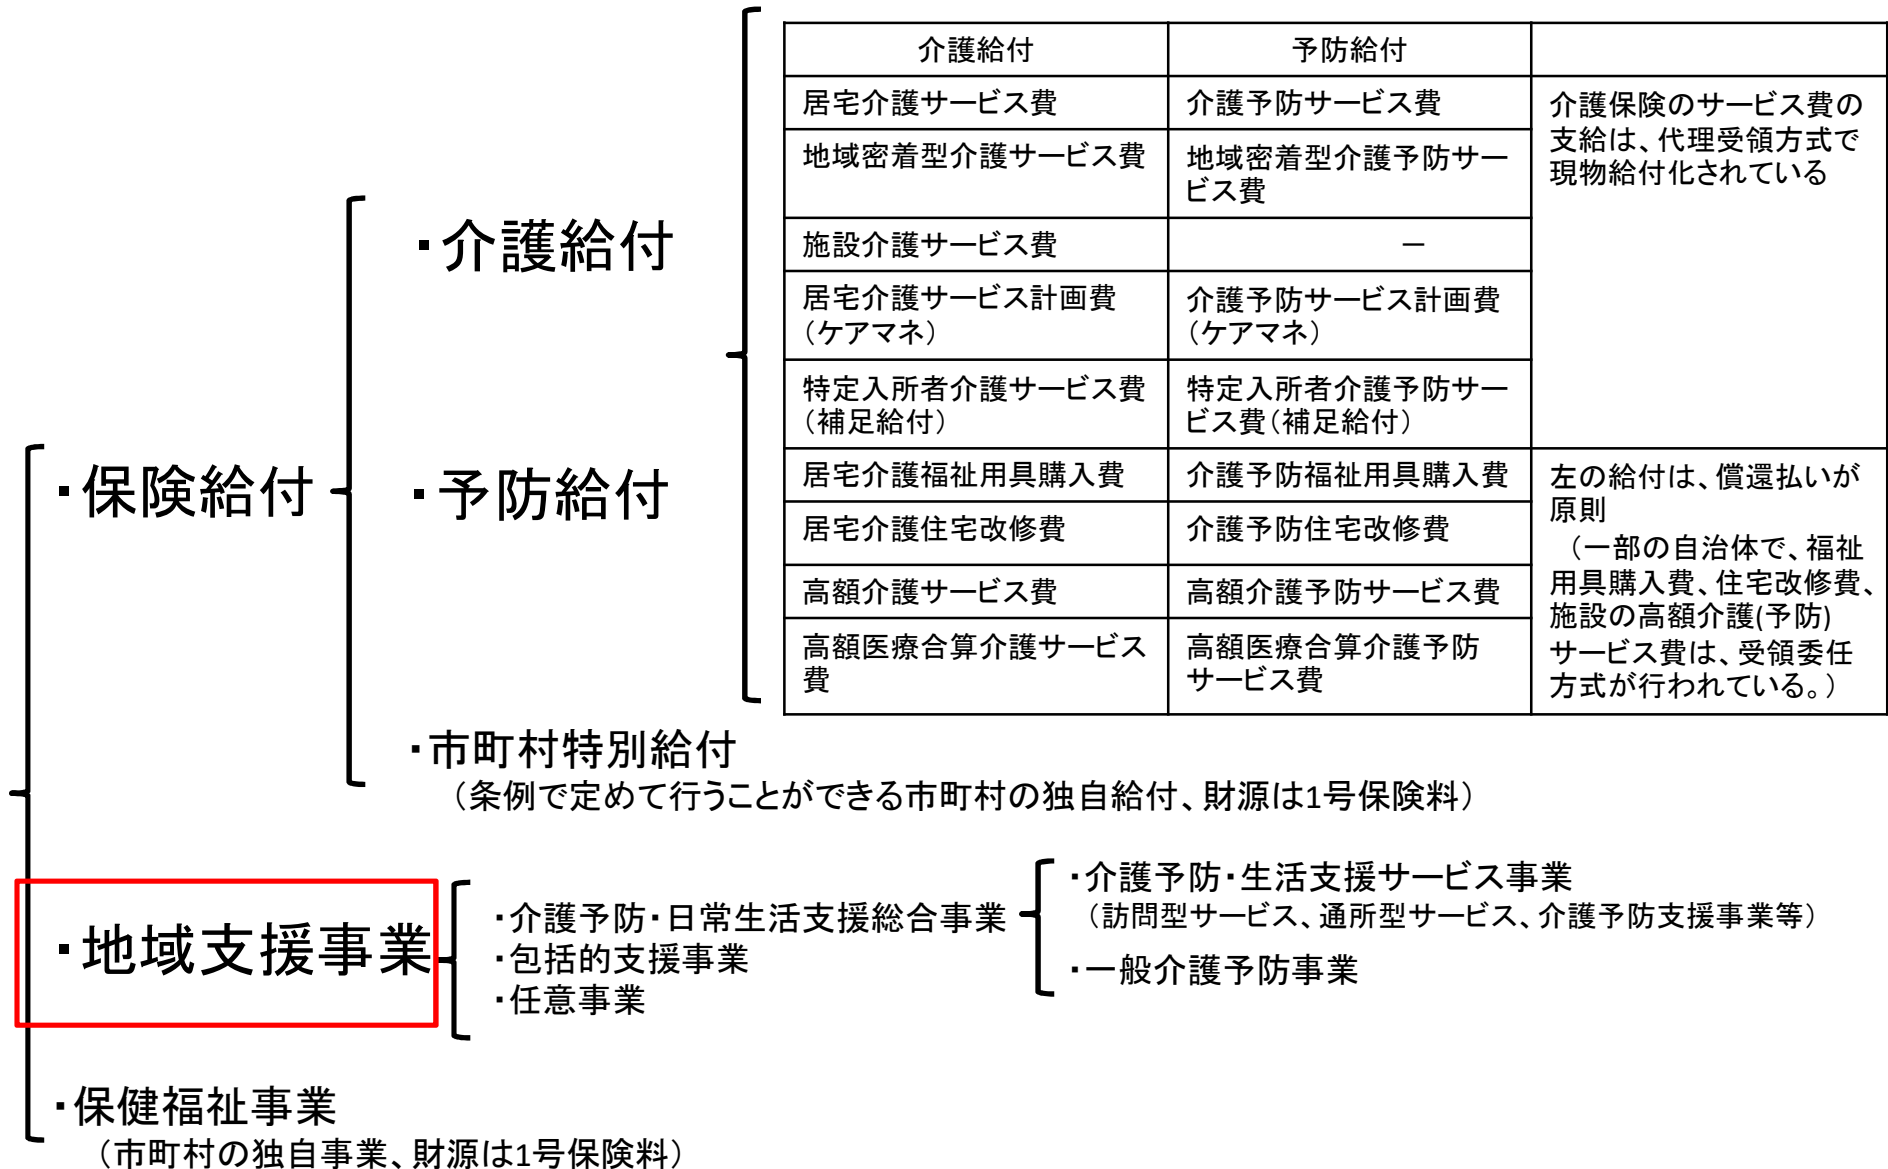 介護給付
予防給付
居宅介護サービス費
介護予防サービス費
介護保険のサービス費の
支給は、代理受領方式で
現物給付化されている
地域密着型介護サービス費
地域密着型介護予防サー
ビス費
施設介護サービス費
－
居宅介護サービス計画費
（ケアマネ）
介護予防サービス計画費
（ケアマネ）
特定入所者介護サービス費
（補足給付）
特定入所者介護予防サー
ビス費（補足給付）
居宅介護福祉用具購入費
介護予防福祉用具購入費
左の給付は、償還払いが
原則
（一部の自治体で、福祉
用具購入費、住宅改修費、
施設の高額介護(予防)
サービス費は、受領委任
方式が行われている。）
居宅介護住宅改修費
介護予防住宅改修費
高額介護サービス費
高額介護予防サービス費
高額医療合算介護サービス
費
高額医療合算介護予防
サービス費
・保険給付
・介護給付
・予防給付
・市町村特別給付
（条例で定めて行うことができる市町村の独自給付、財源は1号保険料）
・地域支援事業
・介護予防・日常生活支援総合事業
・包括的支援事業
・任意事業
・介護予防・生活支援サービス事業
（訪問型サービス、通所型サービス、介護予防支援事業等）
・一般介護予防事業
・保健福祉事業
（市町村の独自事業、財源は1号保険料）